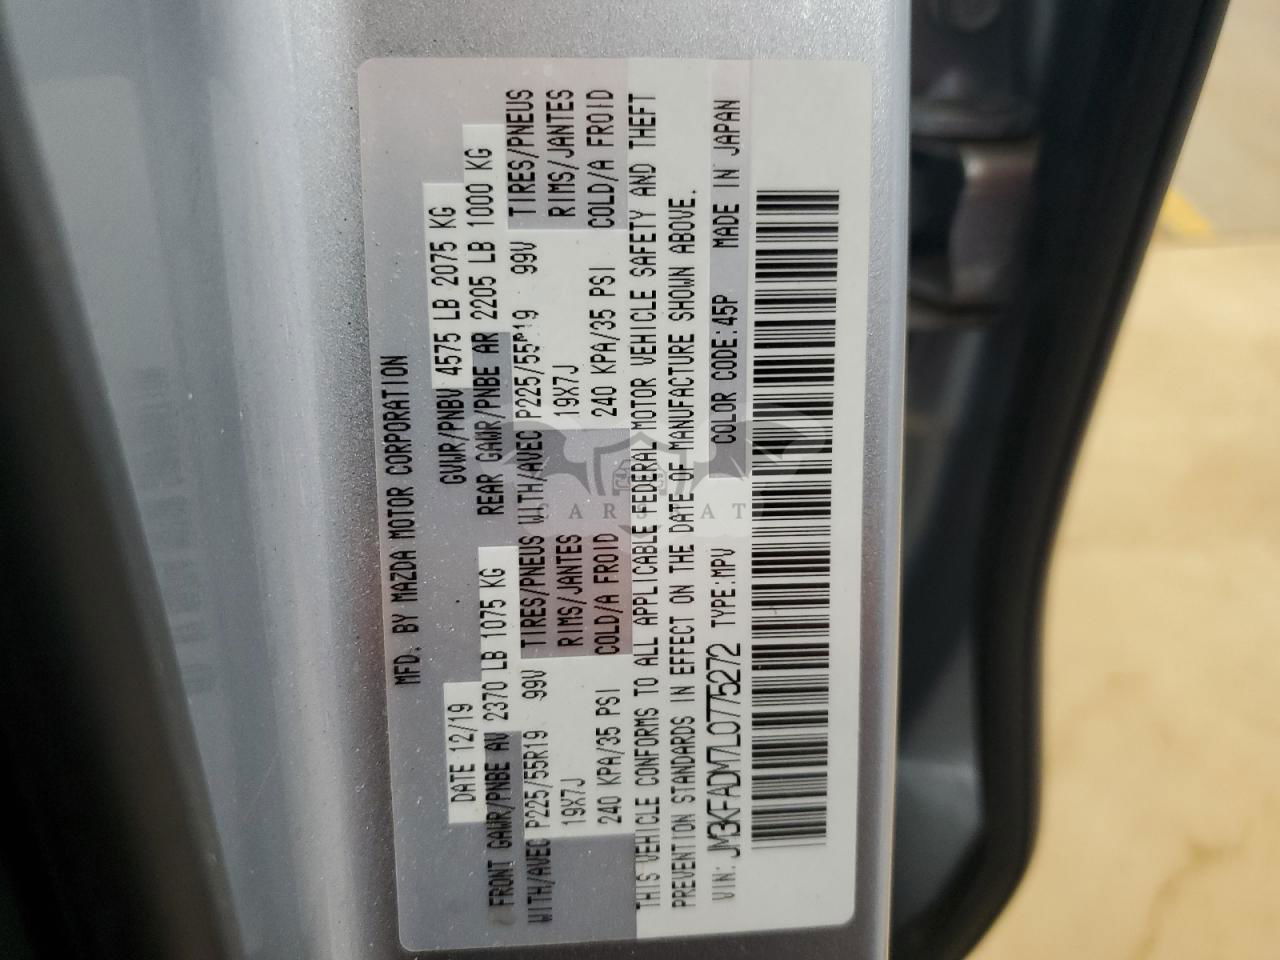 MFD. BY MAZDA MOTOR CORPORATION
DATE 12/19 GVWR/PNBV 4575 LB 2075 KG
FRONT GAWR/PNBE AV 2370 LB 1075 KG REAR GAWR/PNBE AR 2205 LB 1000 KG
WITH/AVEC P225/55R19 99V TIRES/PNEUS WITH/AVEC P225/55R19 99V TIRES/PNEUS
19X7J RIMS/JANTES 19X7J RIMS/JANTES
240 KPA/35 PSI COLD/A FROID 240 KPA/35 PSI COLD/A FROID
THIS VEHICLE CONFORMS TO ALL APPLICABLE FEDERAL MOTOR VEHICLE SAFETY AND THEFT
PREVENTION STANDARDS IN EFFECT ON THE DATE OF MANUFACTURE SHOWN ABOVE.
VIN: JM3KFADM7L0775272 TYPE:MPV COLOR CODE:45P MADE IN JAPAN